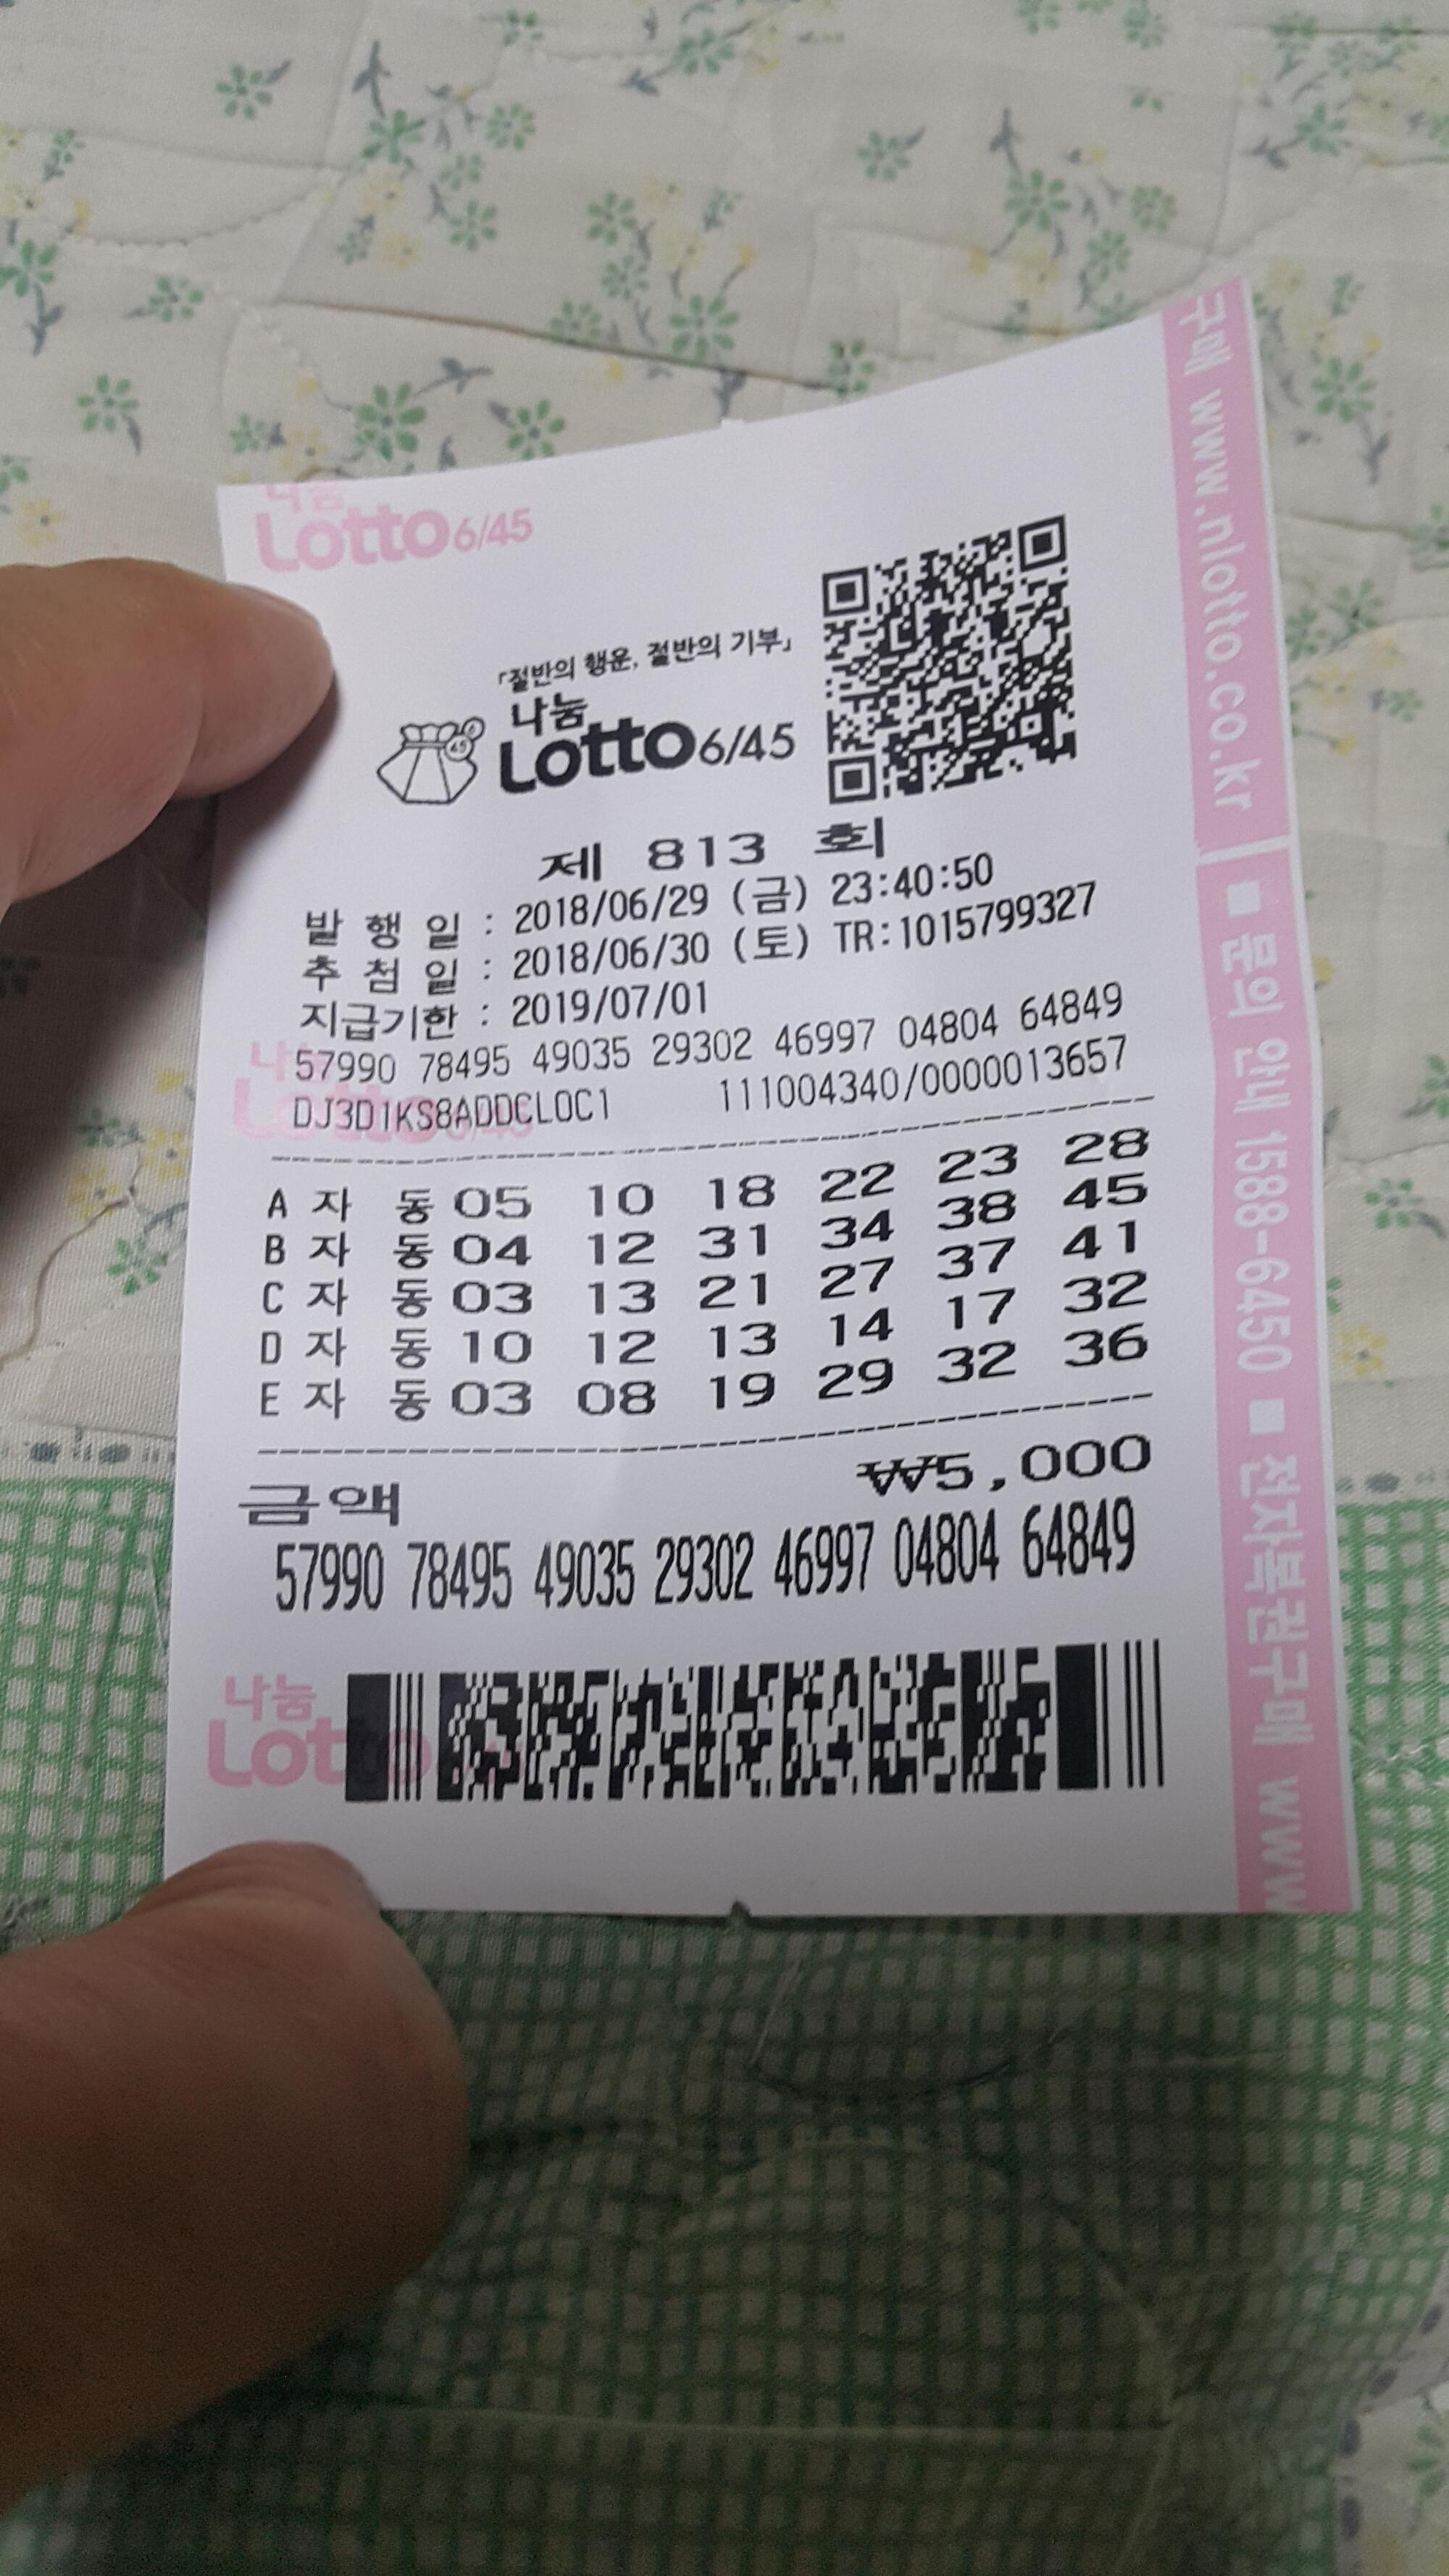 나눔
Lotto 6/45
「절반의 행운, 절반의 기부」
나눔
Lotto 6/45
제 813 회
발 행 일 : 2018/06/29 (금) 23:40:50
추 첨 일 : 2018/06/30 (토) TR:1015799327
지급기한 : 2019/07/01
57990 78495 49035 29302 46997 04804 64849
DJ3D1KS8ADDCLOC1 111004340/0000013657
A 자 동 05 10 18 22 23 28
B 자 동 04 12 31 34 38 45
C 자 동 03 13 21 27 37 41
D 자 동 10 12 13 14 17 32
E 자 동 03 08 19 29 32 36
금액 ₩5,000
57990 78495 49035 29302 46997 04804 64849
나눔
Lotto
구매 www.nlotto.co.kr ■ 문의 안내 1588-6450 ■ 전자복권구매 www